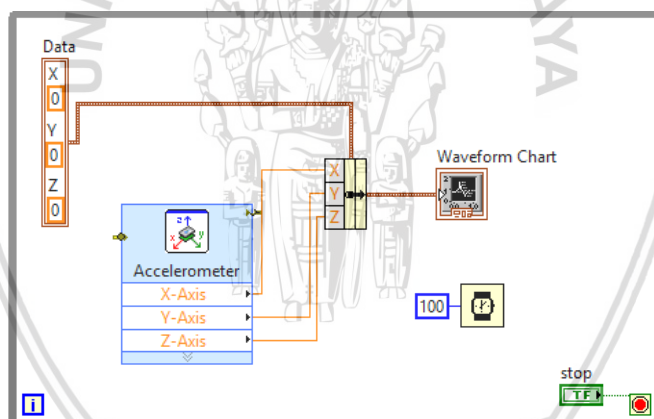 Data
X
0
Y
0
Z
0
X
Y
Z
Waveform Chart
Accelerometer
X-Axis
Y-Axis
Z-Axis
100
stop
TF
i